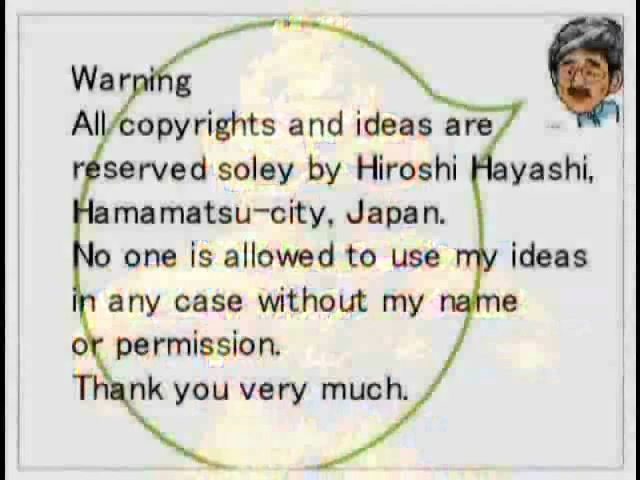 Warning
All copyrights and ideas are
reserved soley by Hiroshi Hayashi,
Hamamatsu-city, Japan.
No one is allowed to use my ideas
in any case without my name
or permission.
Thank you very much.